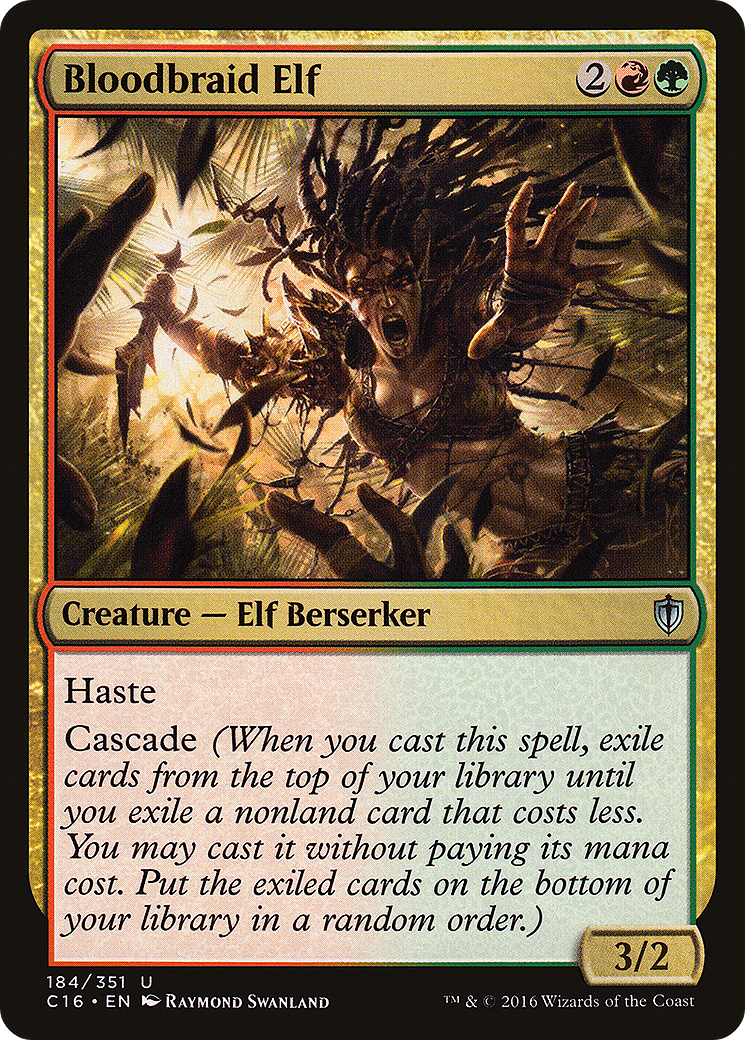 Bloodbraid Elf 2
Creature — Elf Berserker
Haste
Cascade (When you cast this spell, exile
cards from the top of your library until
you exile a nonland card that costs less.
You may cast it without paying its mana
cost. Put the exiled cards on the bottom of
your library in a random order.)
3/2
184/351 U
C16 • EN Raymond Swanland ™ & © 2016 Wizards of the Coast